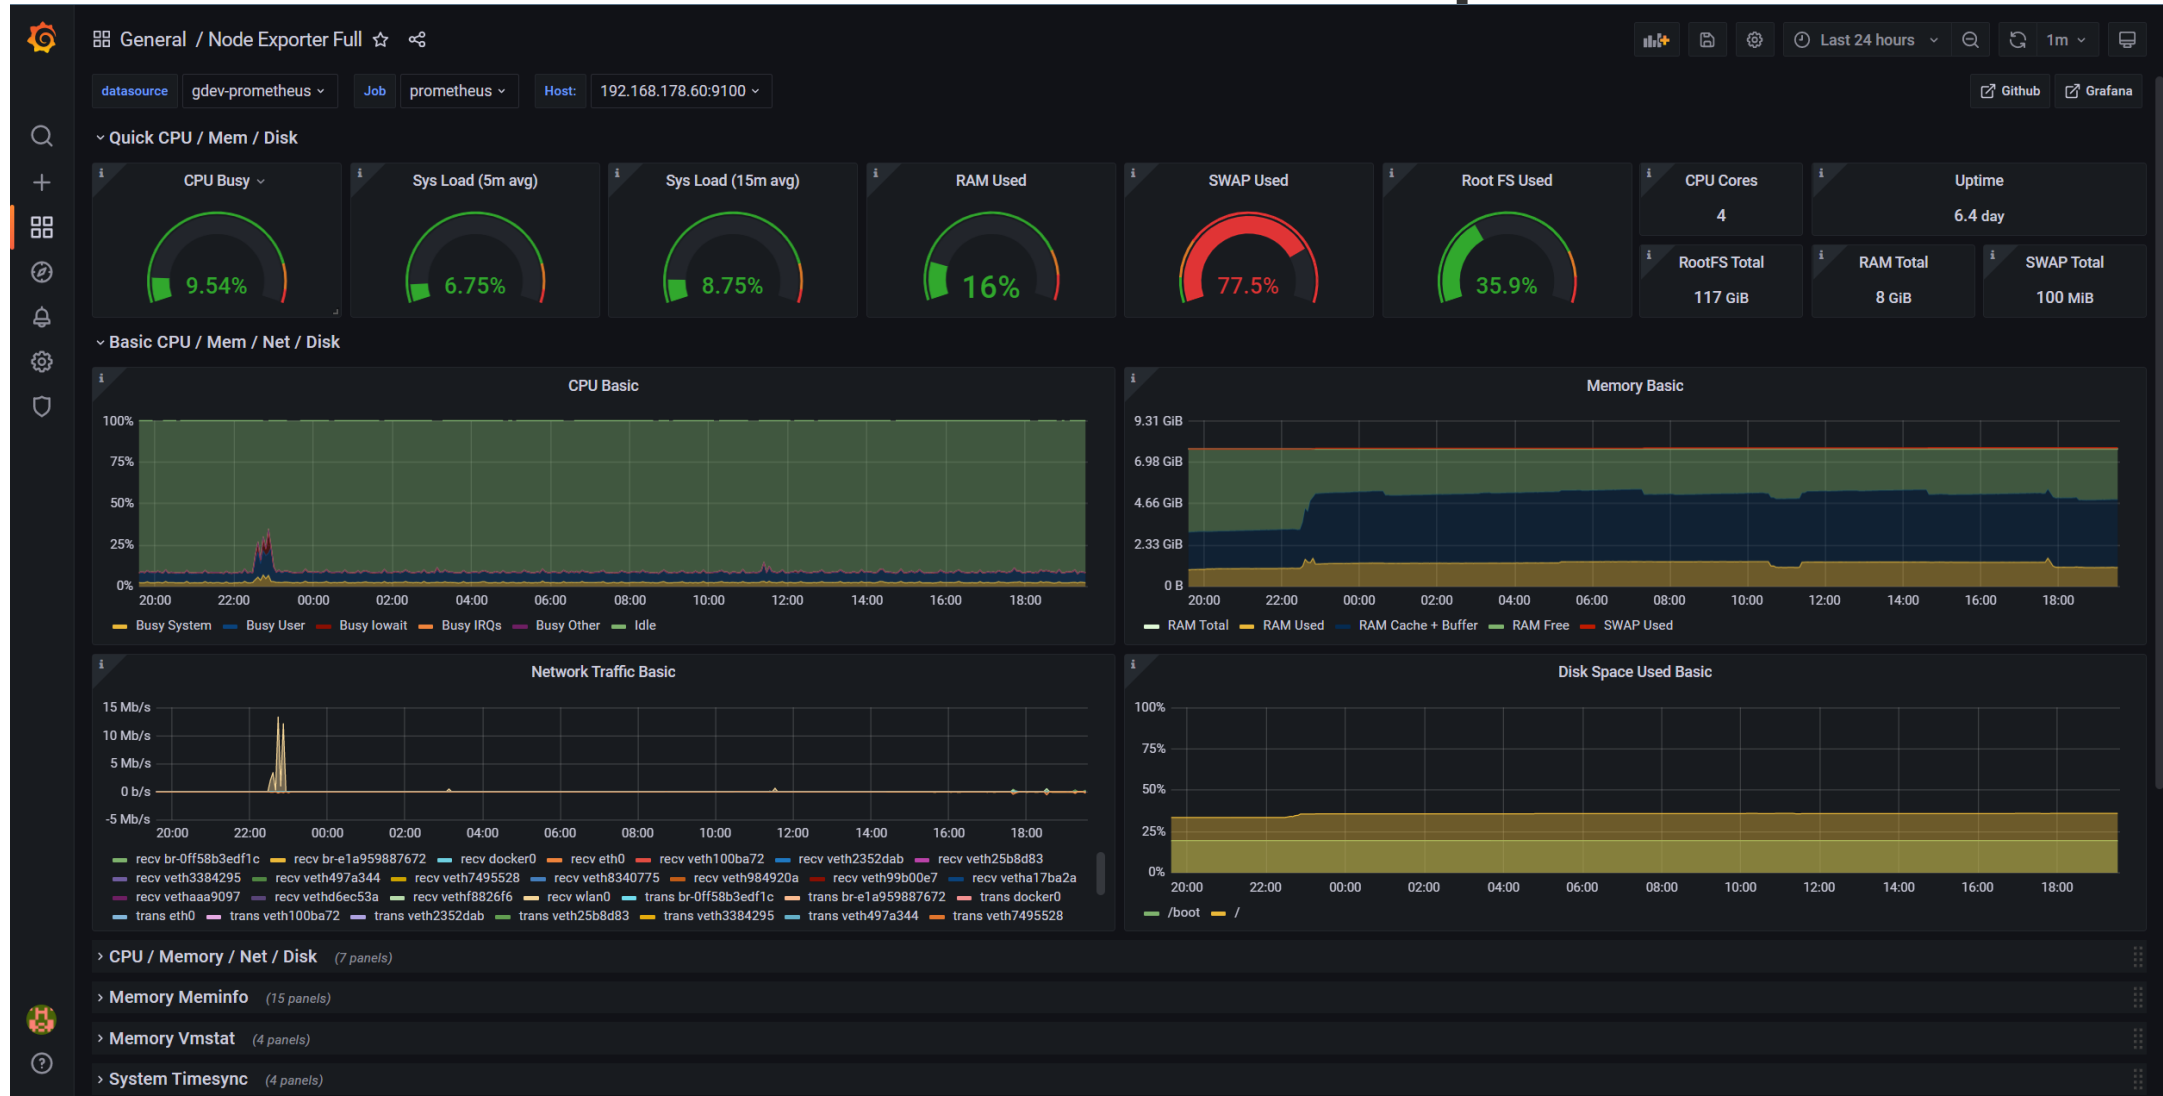 General / Node Exporter Full
Last 24 hours
1m
datasource gdev-prometheus Job prometheus Host: 192.168.178.60:9100 Github Grafana
Quick CPU / Mem / Disk
CPU Busy
9.54%
Sys Load (5m avg)
6.75%
Sys Load (15m avg)
8.75%
RAM Used
16%
SWAP Used
77.5%
Root FS Used
35.9%
CPU Cores
4
Uptime
6.4 day
RootFS Total
117 GiB
RAM Total
8 GiB
SWAP Total
100 MiB
Basic CPU / Mem / Net / Disk
CPU Basic
100%
75%
50%
25%
0%
20:00 22:00 00:00 02:00 04:00 06:00 08:00 10:00 12:00 14:00 16:00 18:00
Busy System Busy User Busy Iowait Busy IRQs Busy Other Idle
Memory Basic
9.31 GiB
6.98 GiB
4.66 GiB
2.33 GiB
0 B
20:00 22:00 00:00 02:00 04:00 06:00 08:00 10:00 12:00 14:00 16:00 18:00
RAM Total RAM Used RAM Cache + Buffer RAM Free SWAP Used
Network Traffic Basic
15 Mb/s
10 Mb/s
5 Mb/s
0 b/s
-5 Mb/s
20:00 22:00 00:00 02:00 04:00 06:00 08:00 10:00 12:00 14:00 16:00 18:00
recv br-0ff58b3edf1c recv br-e1a959887672 recv docker0 recv eth0 recv veth100ba72 recv veth2352dab recv veth25b8d83
recv veth3384295 recv veth497a344 recv veth7495528 recv veth8340775 recv veth984920a recv veth99b00e7 recv vetha17ba2a
recv vethaaa9097 recv vethd6ec53a recv vethf8826f6 recv wlan0 trans br-0ff58b3edf1c trans br-e1a959887672 trans docker0
trans eth0 trans veth100ba72 trans veth2352dab trans veth25b8d83 trans veth3384295 trans veth497a344 trans veth7495528
Disk Space Used Basic
100%
75%
50%
25%
0%
20:00 22:00 00:00 02:00 04:00 06:00 08:00 10:00 12:00 14:00 16:00 18:00
/boot /
CPU / Memory / Net / Disk (7 panels)
Memory Meminfo (15 panels)
Memory Vmstat (4 panels)
System Timesync (4 panels)